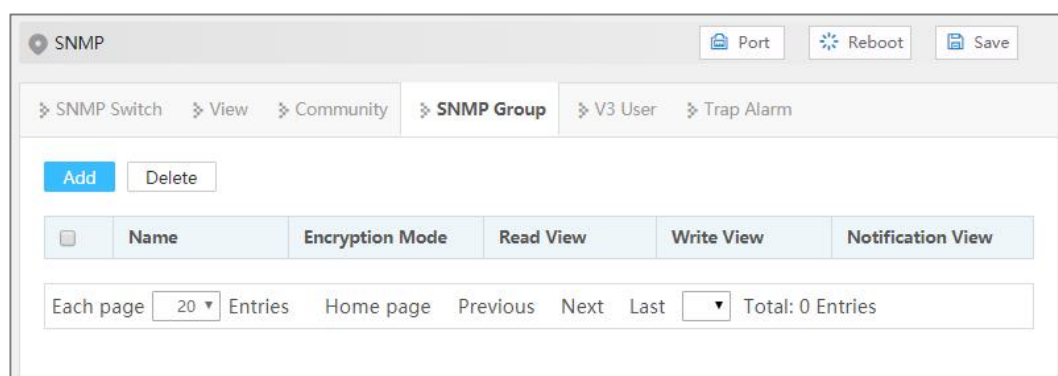 SNMP Port Reboot Save
SNMP Switch View Community SNMP Group V3 User Trap Alarm
Add Delete
Name Encryption Mode Read View Write View Notification View
Each page 20 Entries Home page Previous Next Last Total: 0 Entries